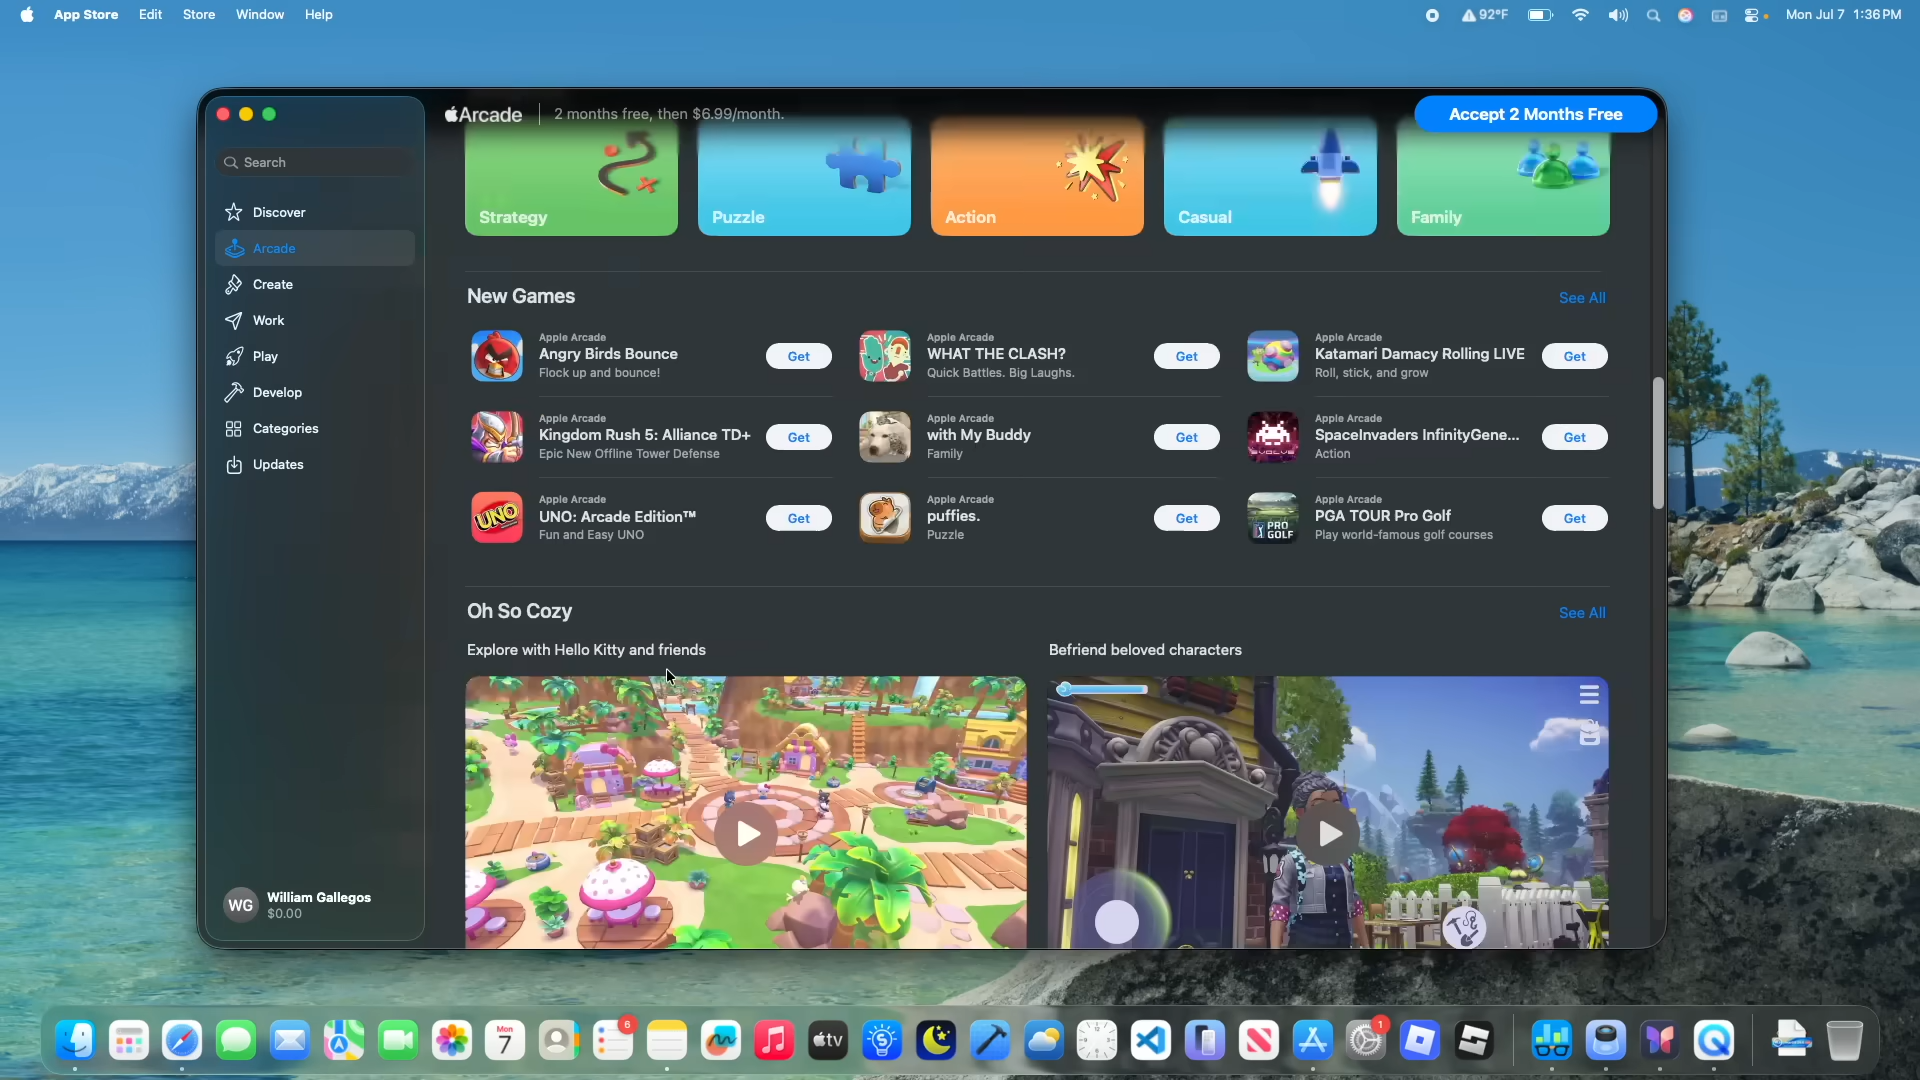 App Store Edit Store Window Help
92°F Mon Jul 7 1:36 PM
Arcade 2 months free, then $6.99/month.
Accept 2 Months Free
Search
Discover
Arcade
Create
Work
Play
Develop
Categories
Updates
WG
William Gallegos
$0.00
Strategy
Puzzle
Action
Casual
Family
New Games
See All
Apple Arcade
Angry Birds Bounce
Flock up and bounce!
Get
Apple Arcade
WHAT THE CLASH?
Quick Battles. Big Laughs.
Get
Apple Arcade
Katamari Damacy Rolling LIVE
Roll, stick, and grow
Get
Apple Arcade
Kingdom Rush 5: Alliance TD+
Epic New Offline Tower Defense
Get
Apple Arcade
with My Buddy
Family
Get
Apple Arcade
SpaceInvaders InfinityGene...
Action
Get
UNO
Apple Arcade
UNO: Arcade Edition™
Fun and Easy UNO
Get
Apple Arcade
puffies.
Puzzle
Get
PRO
GOLF
Apple Arcade
PGA TOUR Pro Golf
Play world-famous golf courses
Get
Oh So Cozy
See All
Explore with Hello Kitty and friends
Befriend beloved characters
Mon
7
6
tv
1